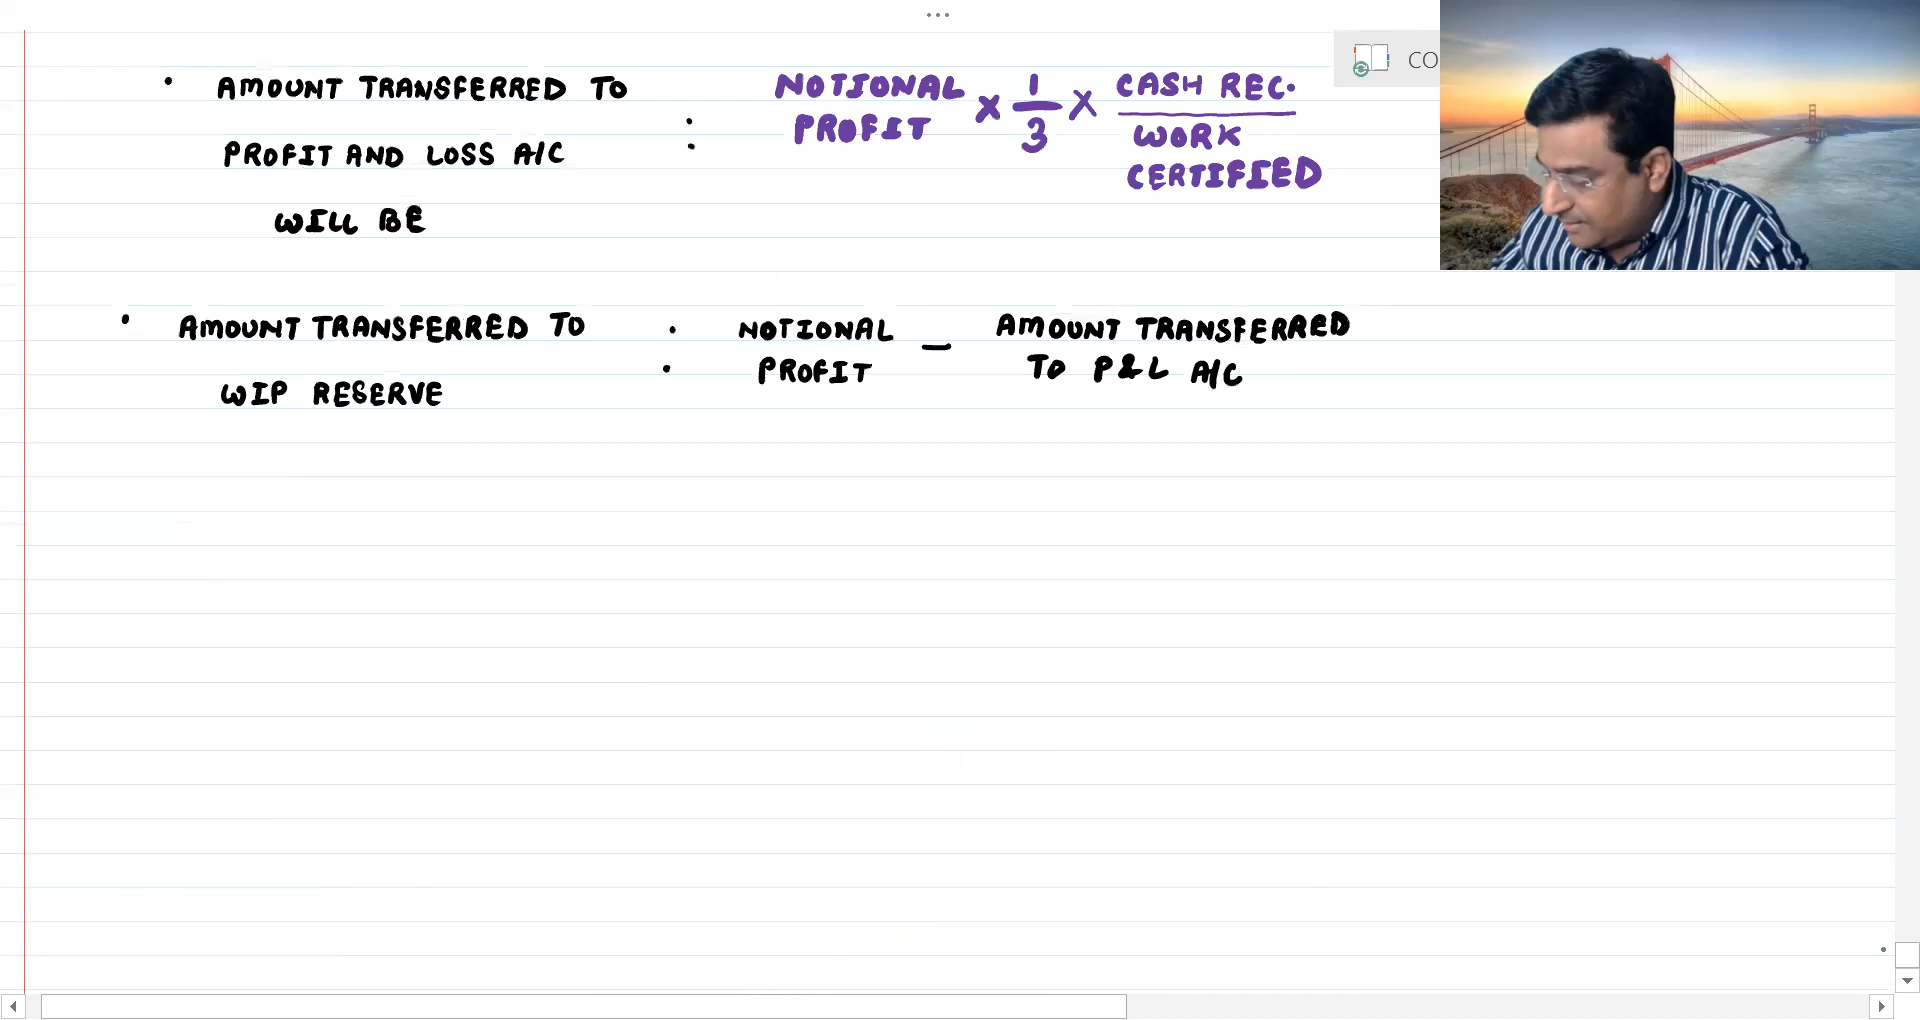 ...
CO
• AMOUNT TRANSFERRED TO
PROFIT AND LOSS A/C
WILL BE
:
NOTIONAL
PROFIT
× 1/3 ×
CASH REC.
WORK
CERTIFIED
• AMOUNT TRANSFERRED TO
WIP RESERVE
:
NOTIONAL
PROFIT
–
AMOUNT TRANSFERRED
TO P&L A/C